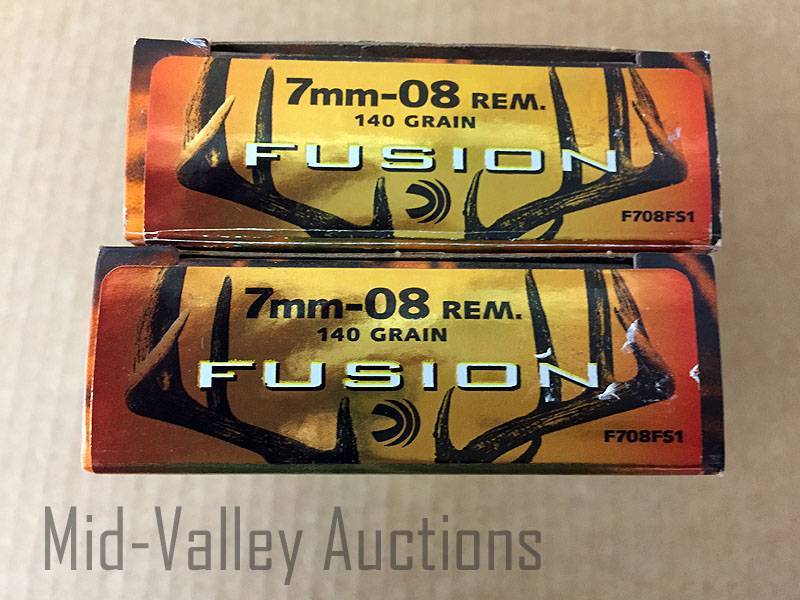 7mm-08 REM.
140 GRAIN
FUSION
F708FS1
7mm-08 REM.
140 GRAIN
FUSION
F708FS1
Mid-Valley Auctions